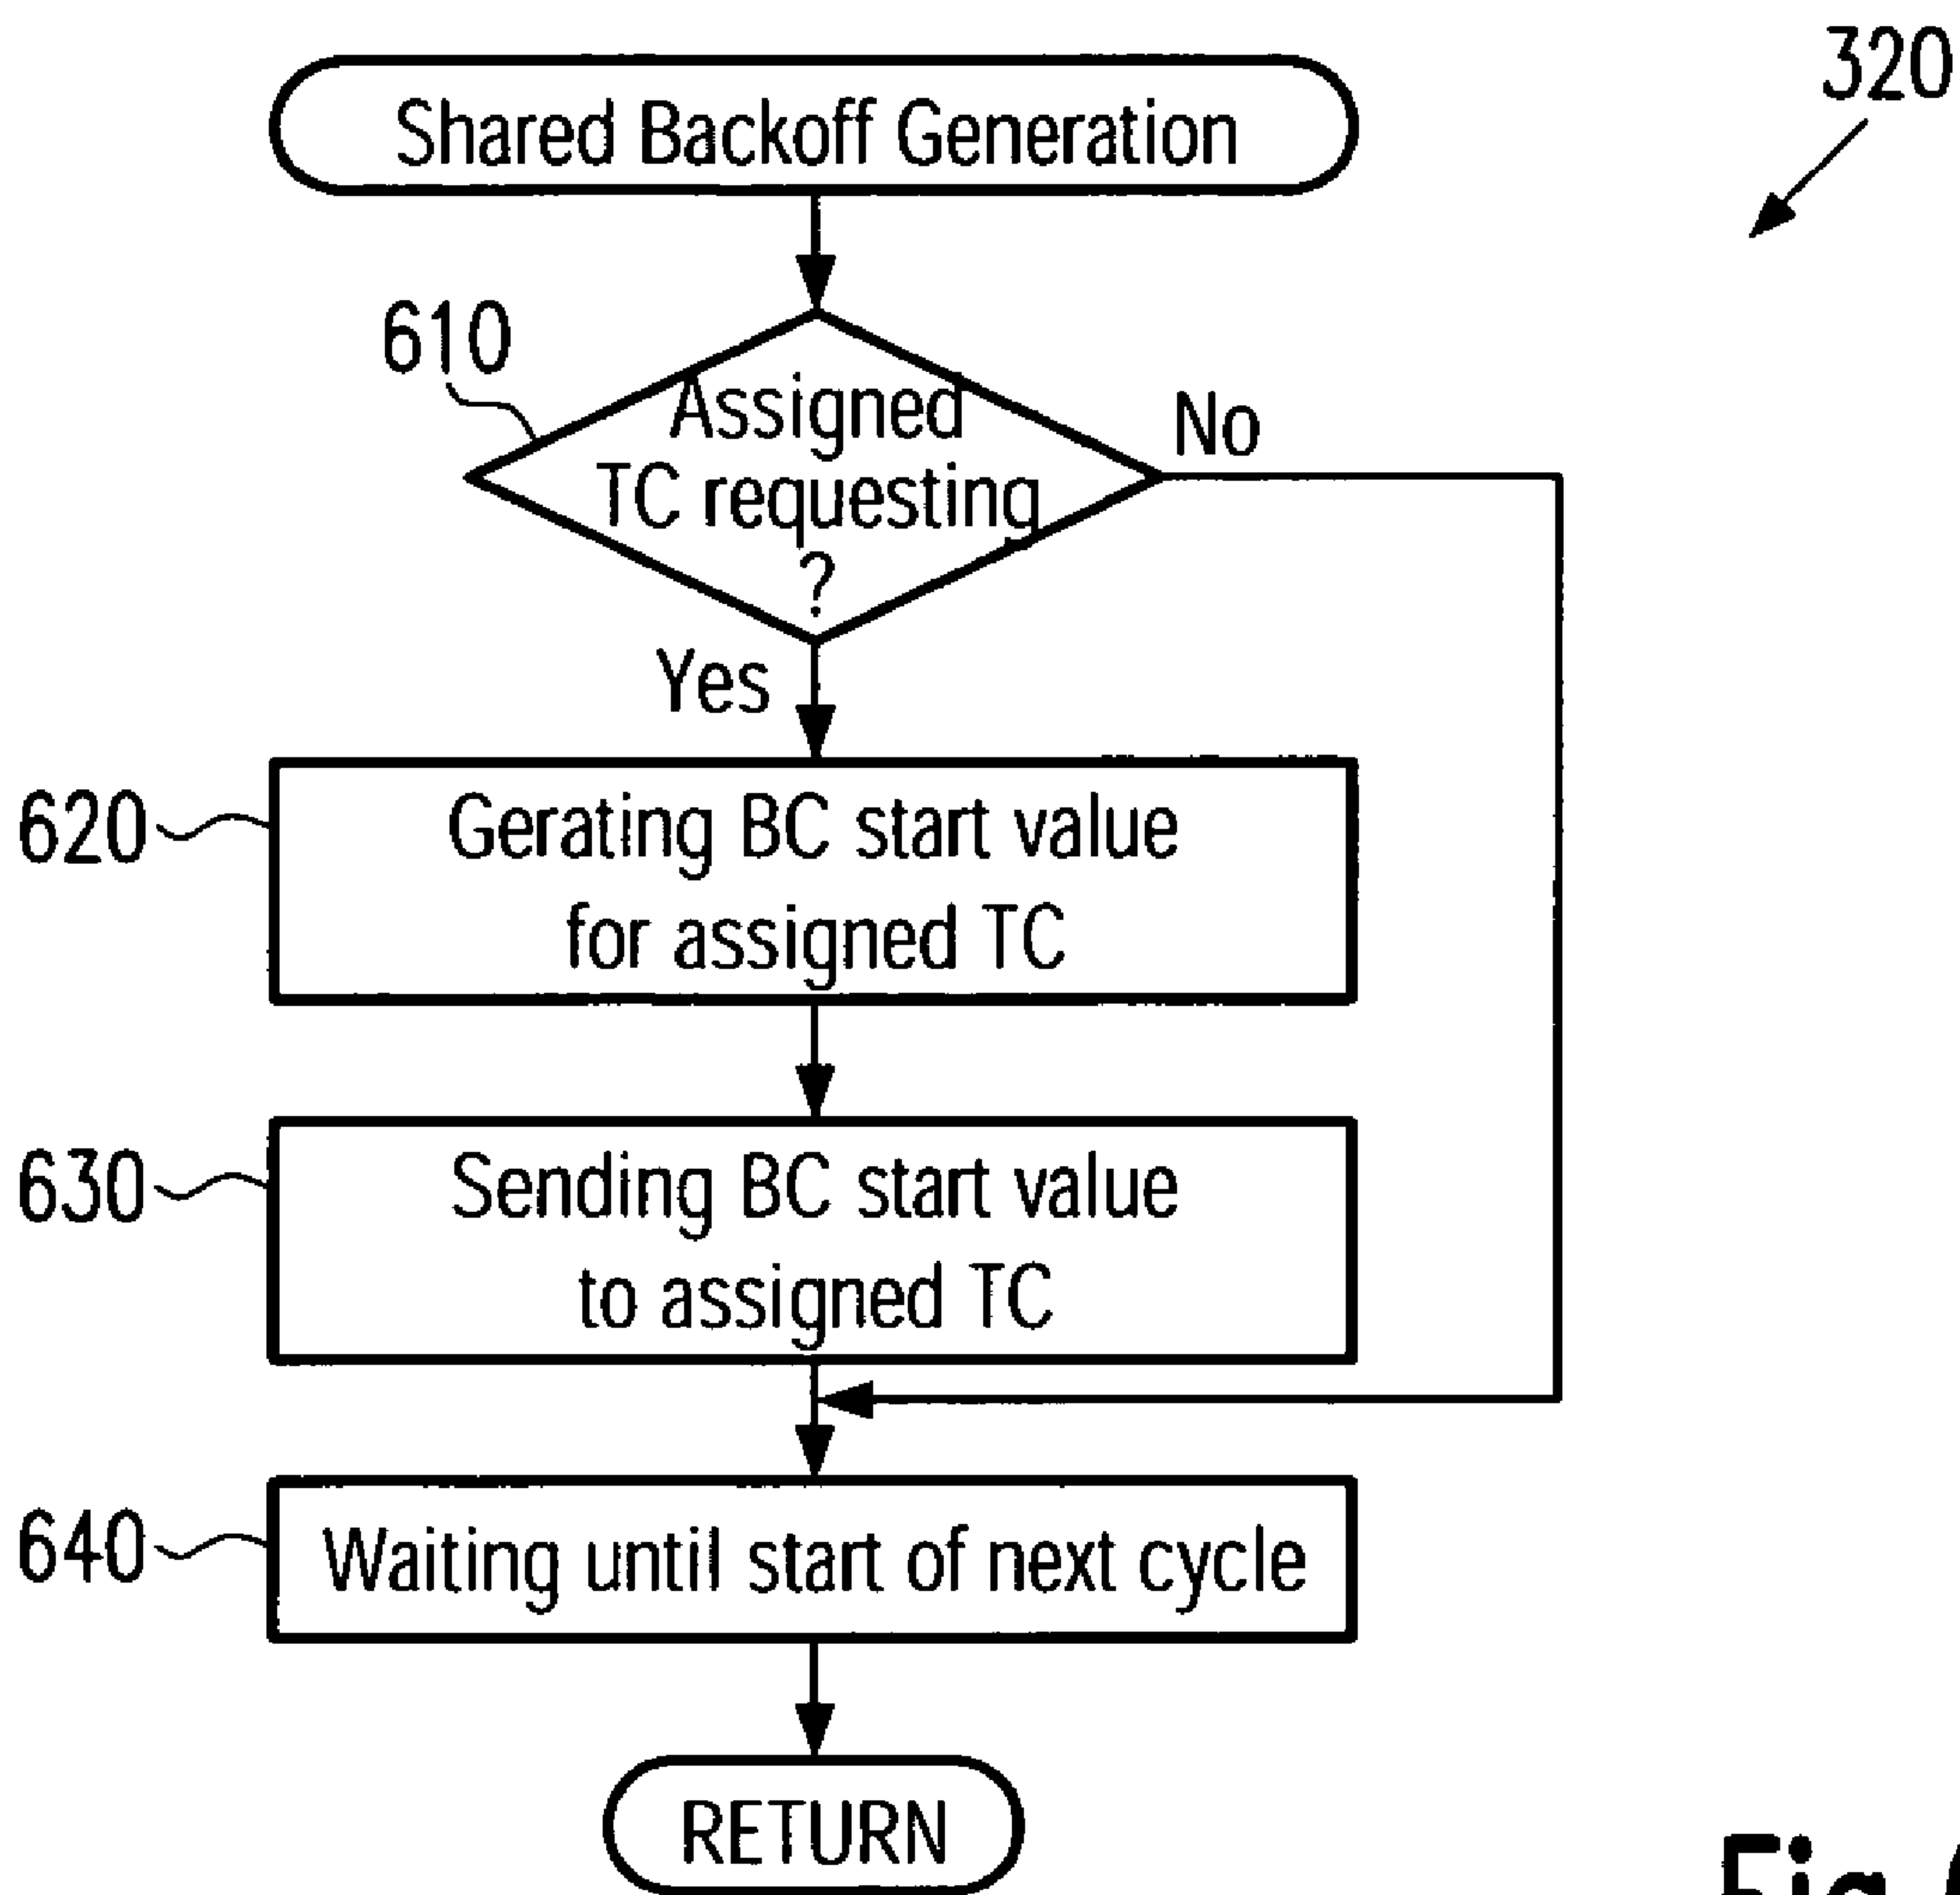 320
Shared Backoff Generation
610
Assigned
TC requesting
?
No
Yes
620
Gerating BC start value
for assigned TC
630
Sending BC start value
to assigned TC
640
Waiting until start of next cycle
RETURN
Fig